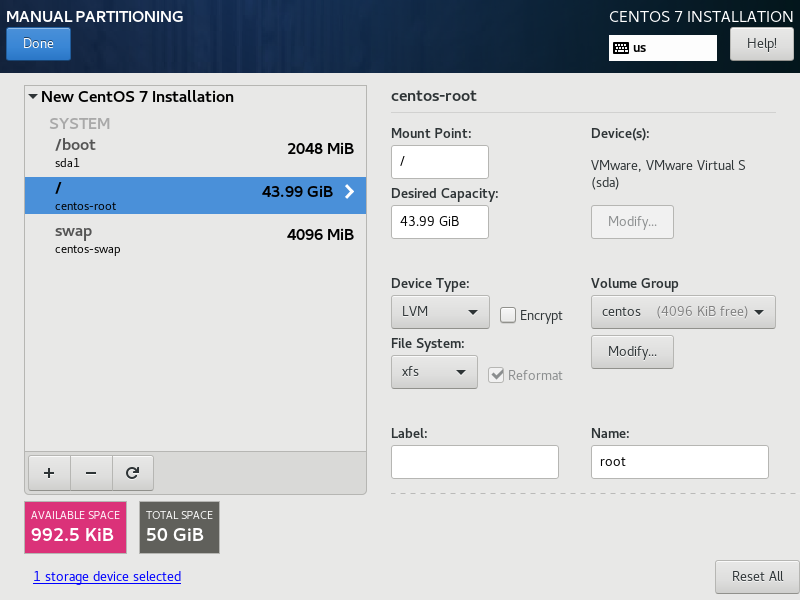 MANUAL PARTITIONING
CENTOS 7 INSTALLATION
Done
us
Help!
New CentOS 7 Installation
SYSTEM
/boot
2048 MiB
sda1
/
43.99 GiB
centos-root
swap
4096 MiB
centos-swap
+
−
AVAILABLE SPACE
992.5 KiB
TOTAL SPACE
50 GiB
1 storage device selected
centos-root
Mount Point:
/
Desired Capacity:
43.99 GiB
Device(s):
VMware, VMware Virtual S
(sda)
Modify...
Device Type:
LVM
Encrypt
Volume Group
centos (4096 KiB free)
File System:
xfs
Reformat
Modify...
Label:
Name:
root
Reset All